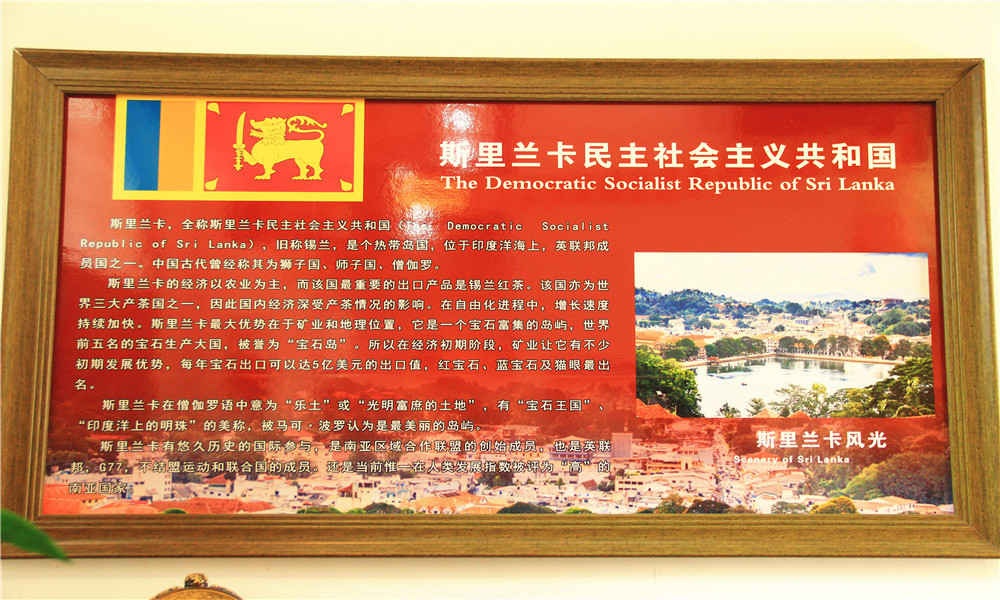 斯里兰卡民主社会主义共和国
The Democratic Socialist Republic of Sri Lanka
斯里兰卡，全称斯里兰卡民主社会主义共和国（The Democratic Socialist
Republic of Sri Lanka），旧称锡兰，是个热带岛国，位于印度洋海上，英联邦成
员国之一。中国古代曾经称其为狮子国、师子国、僧伽罗。
斯里兰卡的经济以农业为主，而该国最重要的出口产品是锡兰红茶。该国亦为世
界三大产茶国之一，因此国内经济深受产茶情况的影响。在自由化进程中，增长速度
持续加快。斯里兰卡最大优势在于矿业和地理位置，它是一个宝石富集的岛屿，世界
前五名的宝石生产大国，被誉为“宝石岛”。所以在经济初期阶段，矿业让它有不少
初期发展优势，每年宝石出口可以达5亿美元的出口值，红宝石、蓝宝石及猫眼最出
名。
斯里兰卡在僧伽罗语中意为“乐土”或“光明富庶的土地”，有“宝石王国”、
“印度洋上的明珠”的美称，被马可·波罗认为是最美丽的岛屿。
斯里兰卡有悠久历史的国际参与，是南亚区域合作联盟的创始成员，也是英联
邦，G77，不结盟运动和联合国的成员。还是当前惟一在人类发展指数被评为“高”的
南亚国家。
斯里兰卡风光
Scenery of Sri Lanka